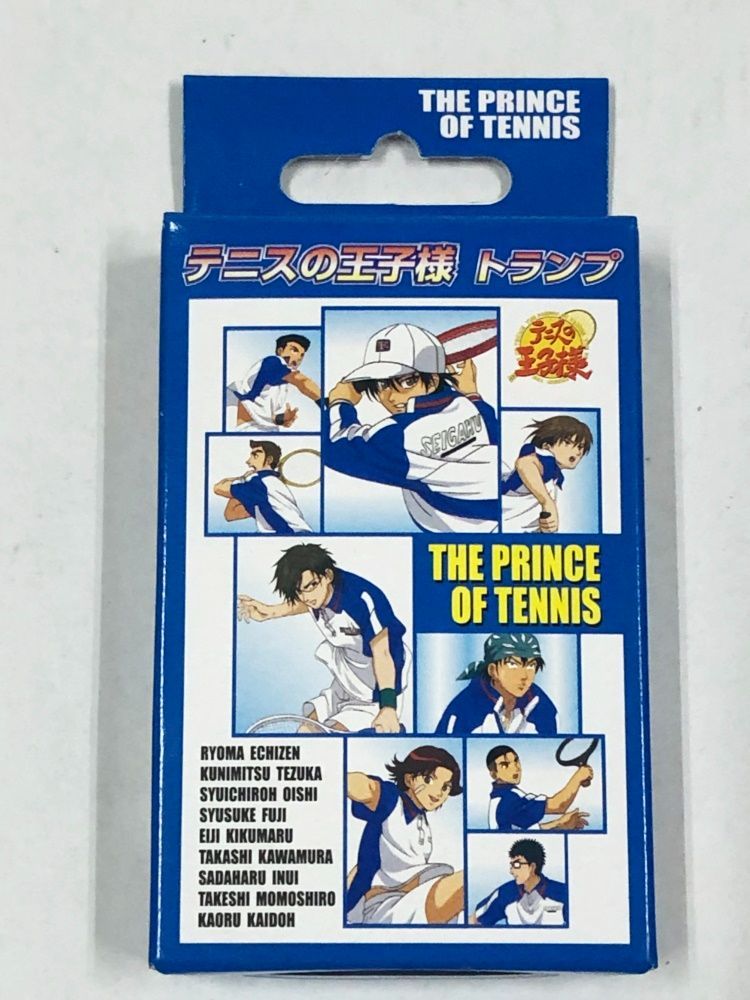 THE PRINCE
OF TENNIS
テニスの王子様 トランプ
テニスの
王子様
SEIGAKU
THE PRINCE
OF TENNIS
RYOMA ECHIZEN
KUNIMITSU TEZUKA
SYUICHIROH OISHI
SYUSUKE FUJI
EIJI KIKUMARU
TAKASHI KAWAMURA
SADAHARU INUI
TAKESHI MOMOSHIRO
KAORU KAIDOH